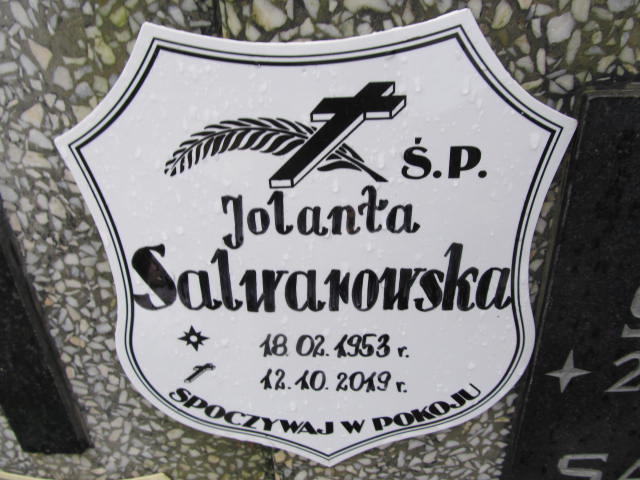 Ś.P.
Jolanta
Salwarowska
18.02.1953 r.
12.10.2019 r.
SPOCZYWAJ W POKOJU